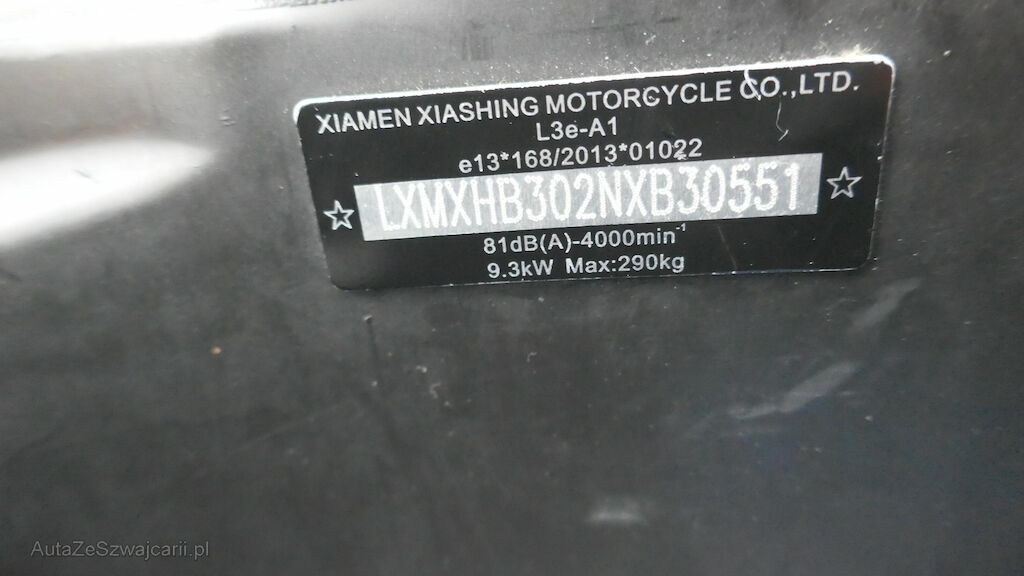 XIAMEN XIASHING MOTORCYCLE CO.,LTD.
L3e-A1
e13*168/2013*01022
☆ LXMXHB302NXB30551 ☆
81dB(A)-4000min⁻¹
9.3kW Max:290kg
AutaZeSzwajcarii.pl